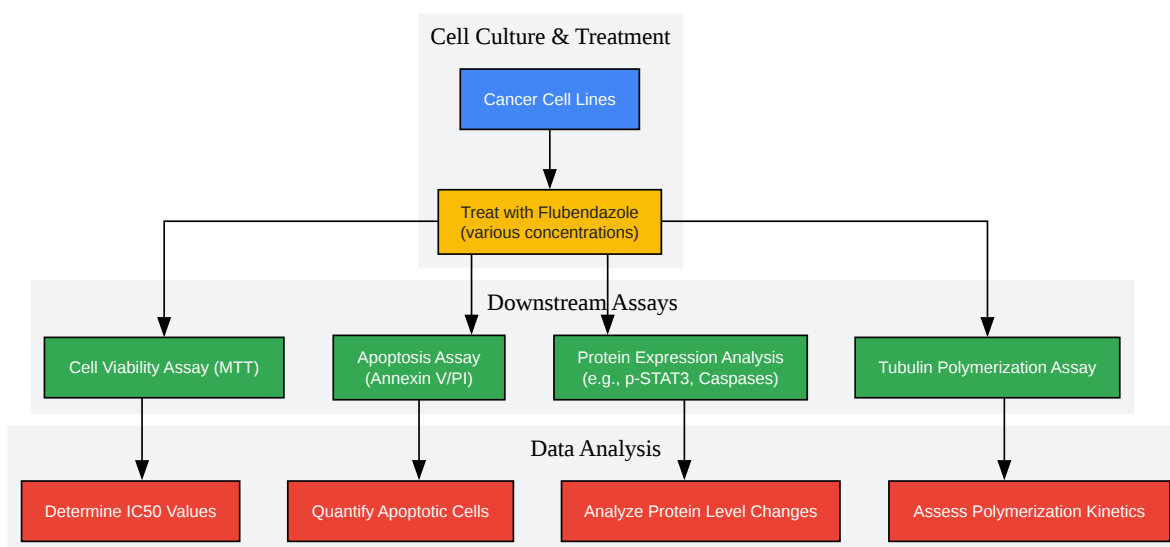 Cell Culture & Treatment
Cancer Cell Lines
Treat with Flubendazole
(various concentrations)
Downstream Assays
Cell Viability Assay (MTT)
Apoptosis Assay
(Annexin V/PI)
Protein Expression Analysis
(e.g., p-STAT3, Caspases)
Tubulin Polymerization Assay
Data Analysis
Determine IC50 Values
Quantify Apoptotic Cells
Analyze Protein Level Changes
Assess Polymerization Kinetics